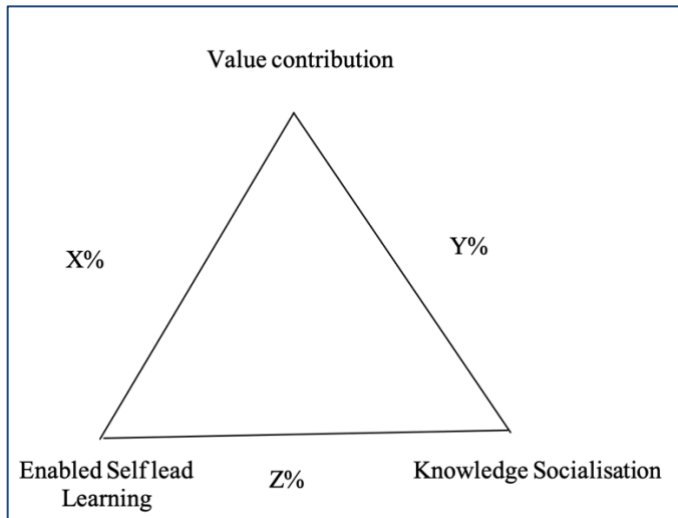 Value contribution
X%
Y%
Enabled Self lead
Learning
Z%
Knowledge Socialisation